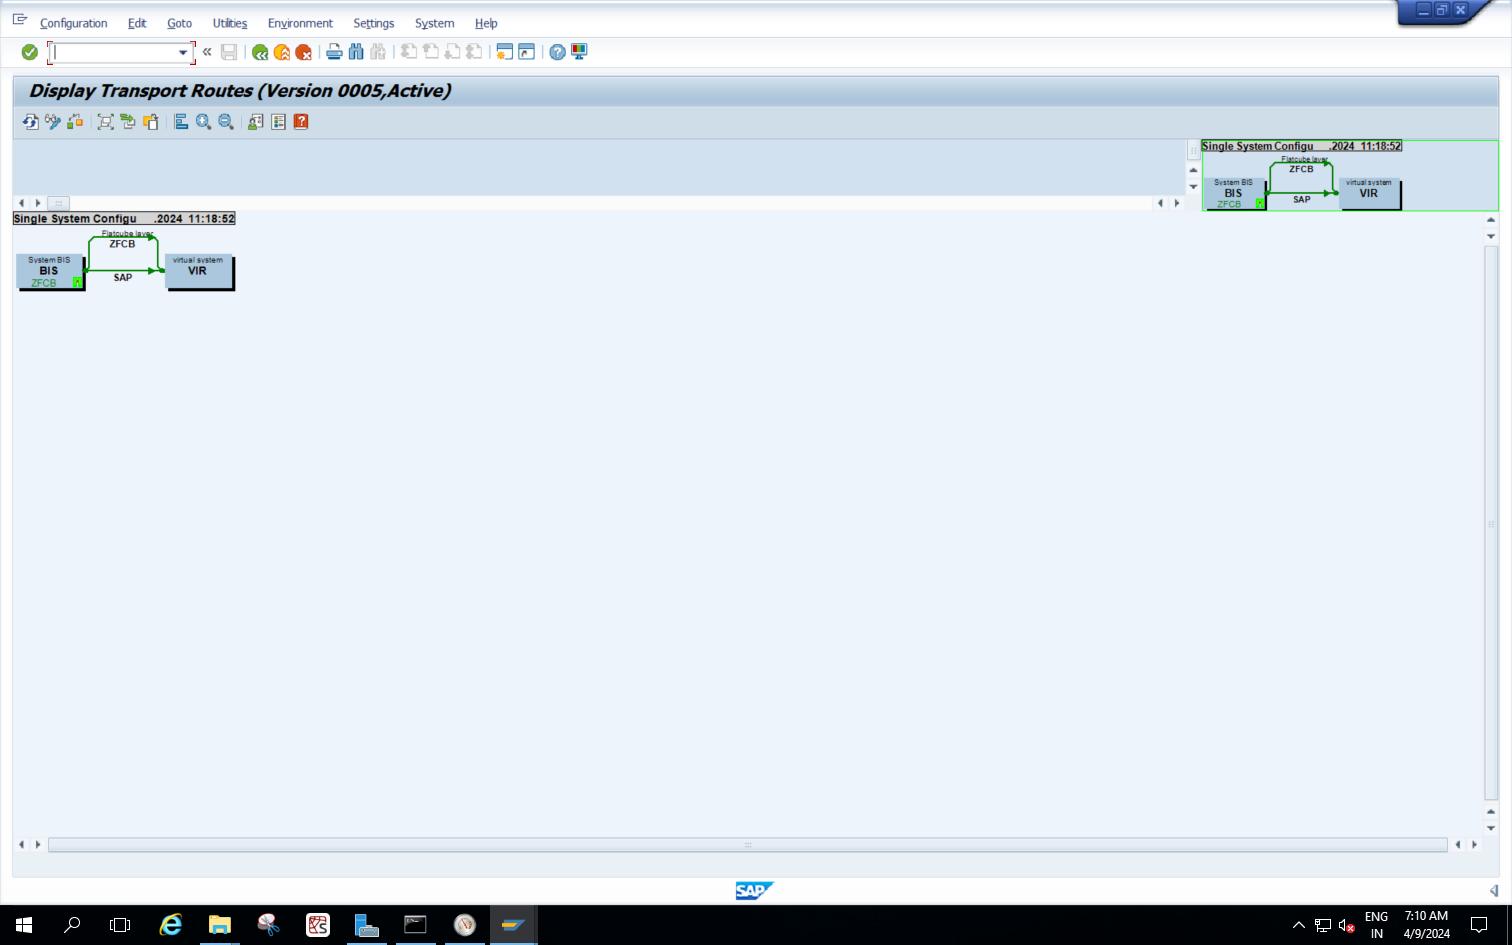 Configuration Edit Goto Utilities Environment Settings System Help
Display Transport Routes (Version 0005,Active)
Single System Configu .2024 11:18:52
Flatcube layer
ZFCB
System BIS
BIS
ZFCB
SAP
virtual system
VIR
Single System Configu .2024 11:18:52
Flatcube layer
ZFCB
System BIS
BIS
ZFCB
SAP
virtual system
VIR
SAP
ENG
IN
7:10 AM
4/9/2024